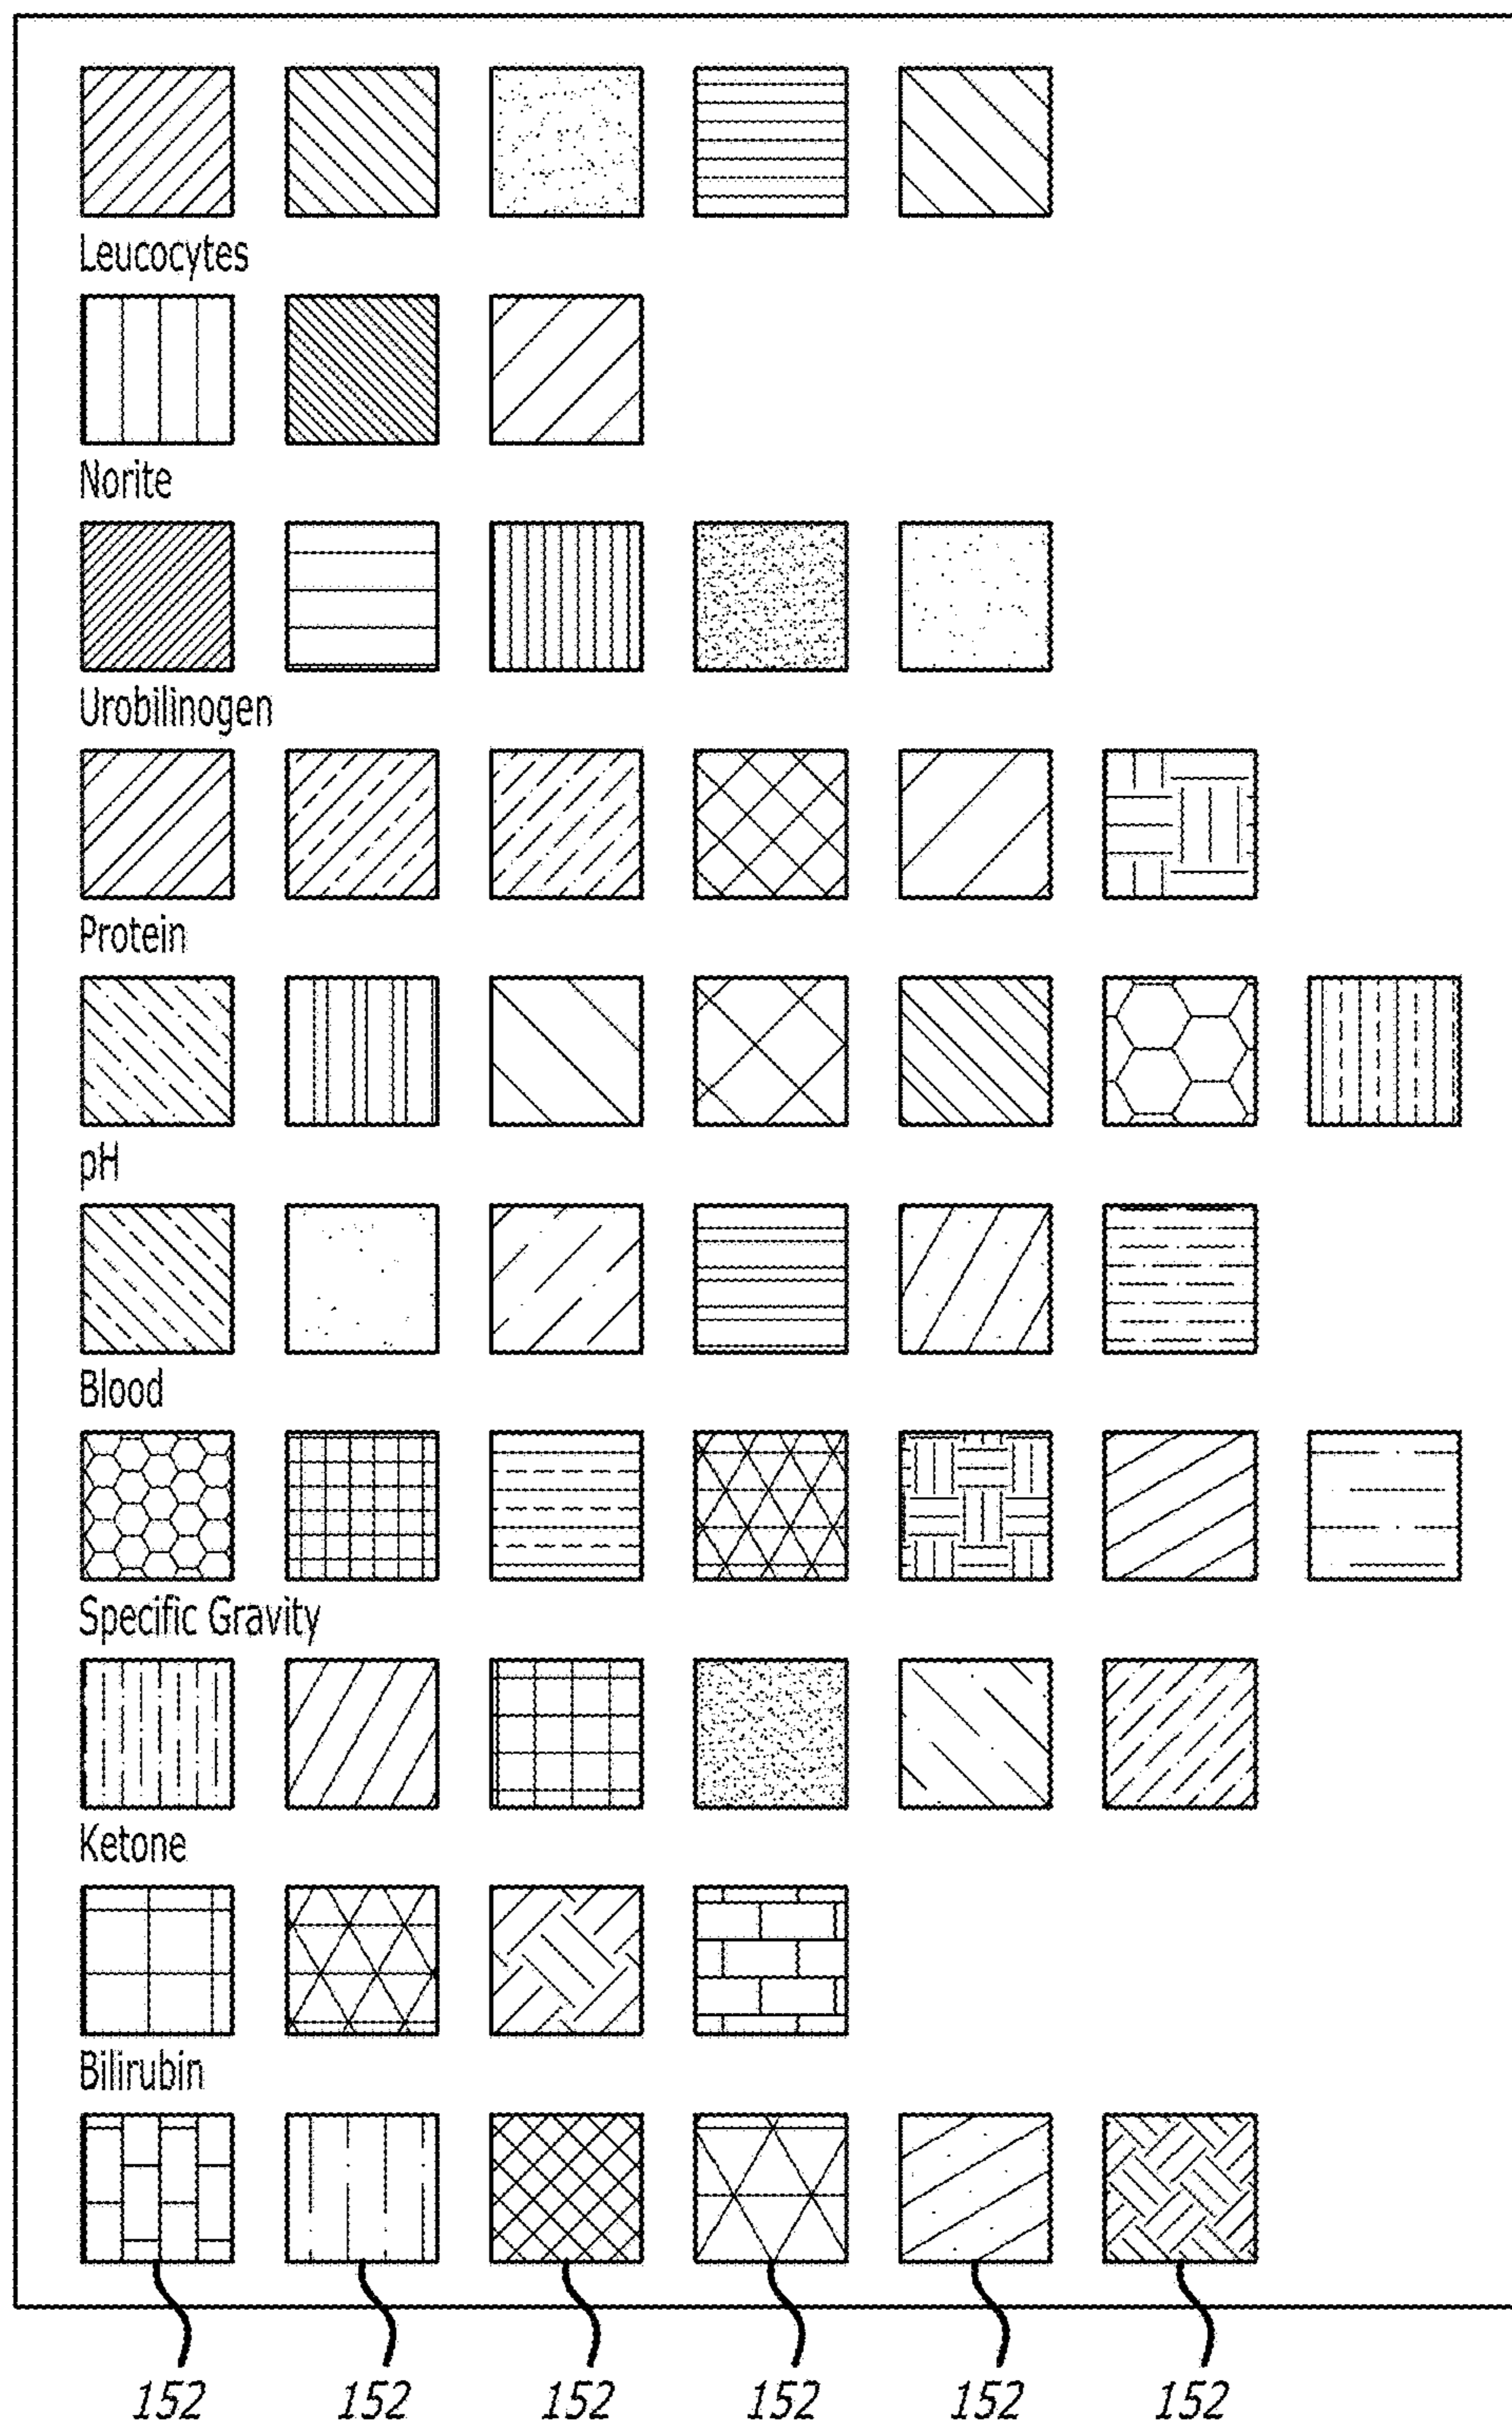 Leucocytes
Norite
Urobilinogen
Protein
pH
Blood
Specific Gravity
Ketone
Bilirubin
152 152 152 152 152 152